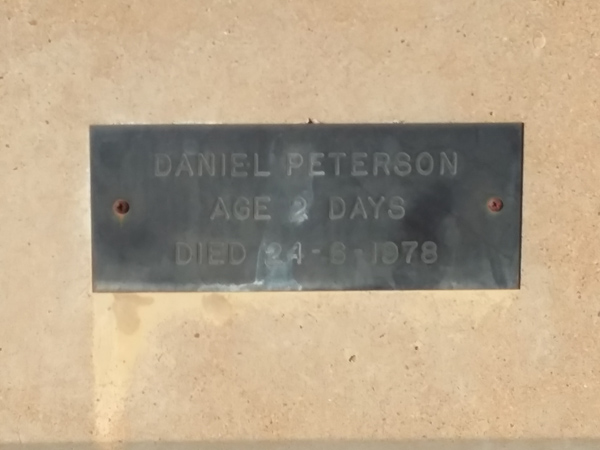 DANIEL PETERSON
AGE 2 DAYS
DIED 24-6-1978